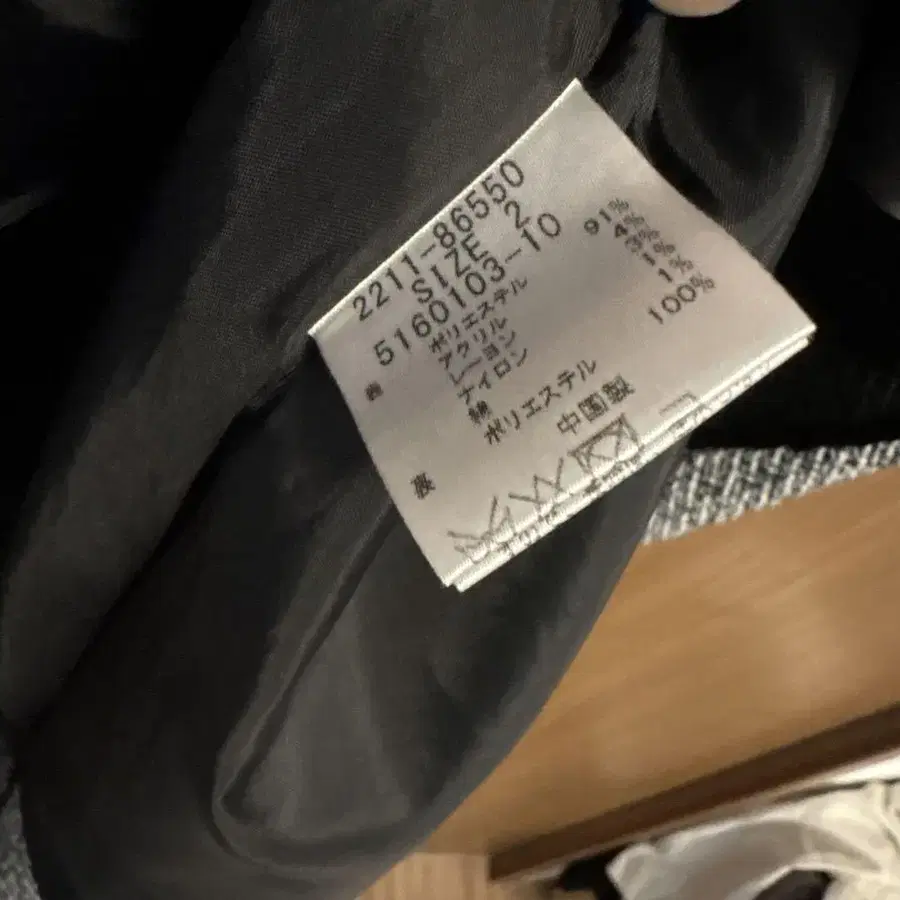 2211-86550
SIZE 2
5160103-10
表 ポリエステル 91%
アクリル 4%
レーヨン 3%
ナイロン 1%
綿 1%
裏 ポリエステル 100%
中国製